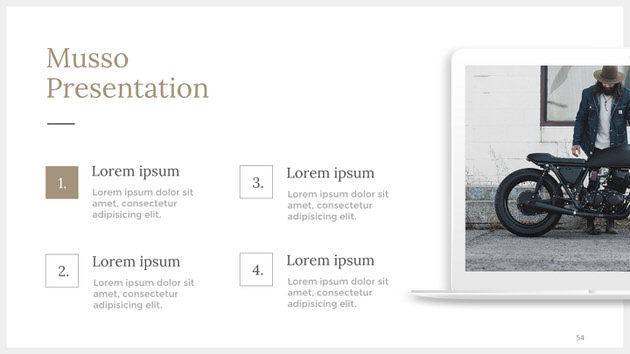 Musso
Presentation
1.
Lorem ipsum
Lorem ipsum dolor sit
amet, consectetur
adipisicing elit.
2.
Lorem ipsum
Lorem ipsum dolor sit
amet, consectetur
adipisicing elit.
3.
Lorem ipsum
Lorem ipsum dolor sit
amet, consectetur
adipisicing elit.
4.
Lorem ipsum
Lorem ipsum dolor sit
amet, consectetur
adipisicing elit.
54